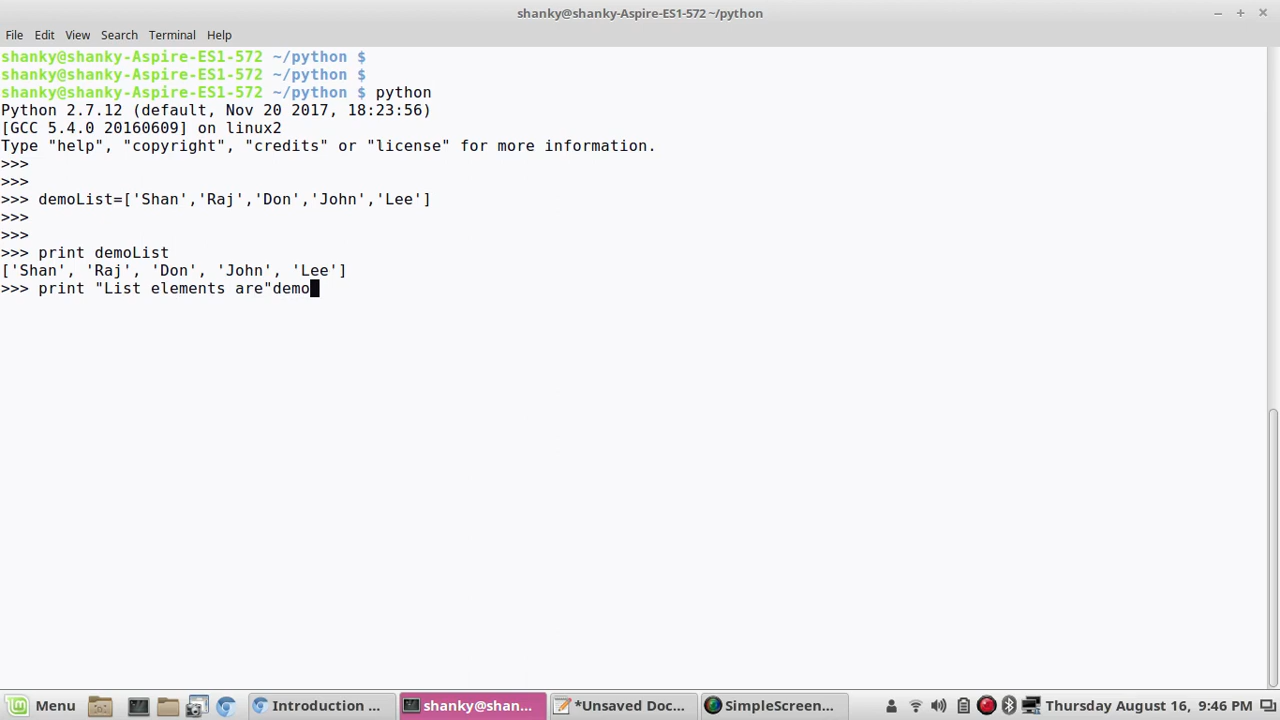 shanky@shanky-Aspire-ES1-572 ~/python
File Edit View Search Terminal Help
shanky@shanky-Aspire-ES1-572 ~/python $
shanky@shanky-Aspire-ES1-572 ~/python $
shanky@shanky-Aspire-ES1-572 ~/python $ python
Python 2.7.12 (default, Nov 20 2017, 18:23:56)
[GCC 5.4.0 20160609] on linux2
Type "help", "copyright", "credits" or "license" for more information.
>>>
>>>
>>> demoList=['Shan','Raj','Don','John','Lee']
>>>
>>>
>>> print demoList
['Shan', 'Raj', 'Don', 'John', 'Lee']
>>> print "List elements are"demo
Menu Introduction ... shanky@shan... *Unsaved Doc... SimpleScreen... Thursday August 16, 9:46 PM